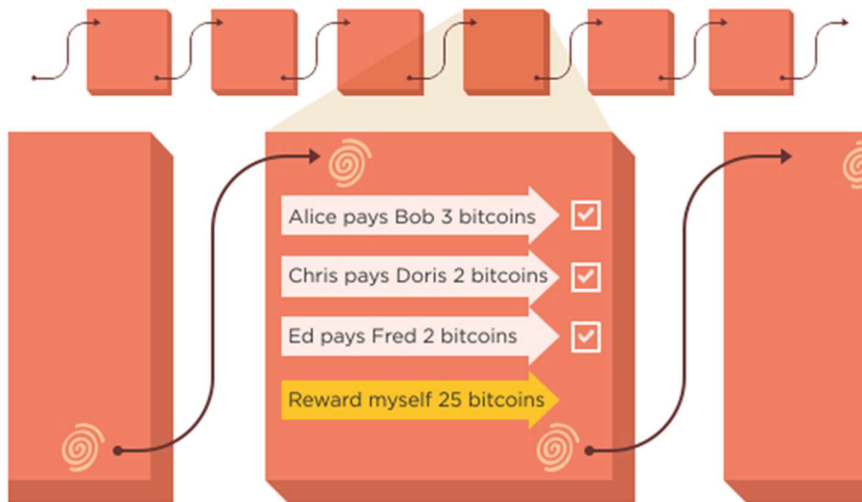 Alice pays Bob 3 bitcoins
Chris pays Doris 2 bitcoins
Ed pays Fred 2 bitcoins
Reward myself 25 bitcoins